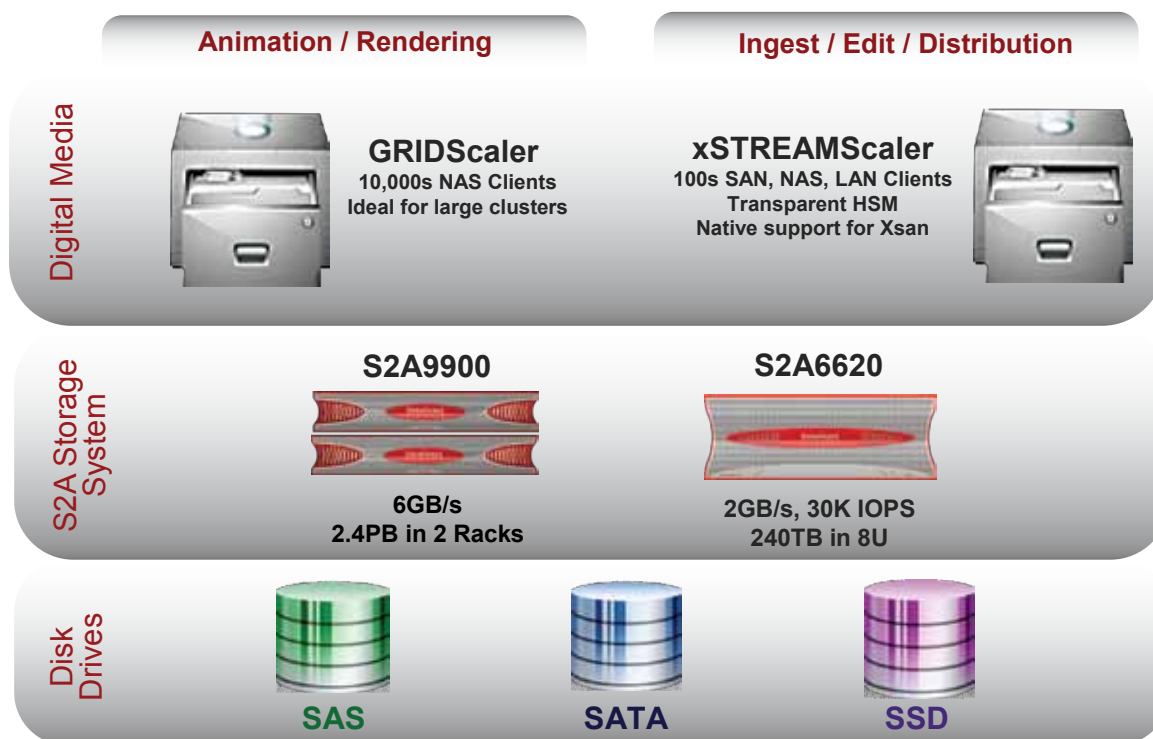 Animation / Rendering
Ingest / Edit / Distribution
Digital Media
GRIDScaler
10,000s NAS Clients
Ideal for large clusters
xSTREAMScaler
100s SAN, NAS, LAN Clients
Transparent HSM
Native support for Xsan
S2A Storage
System
S2A9900
6GB/s
2.4PB in 2 Racks
S2A6620
2GB/s, 30K IOPS
240TB in 8U
Disk
Drives
SAS
SATA
SSD